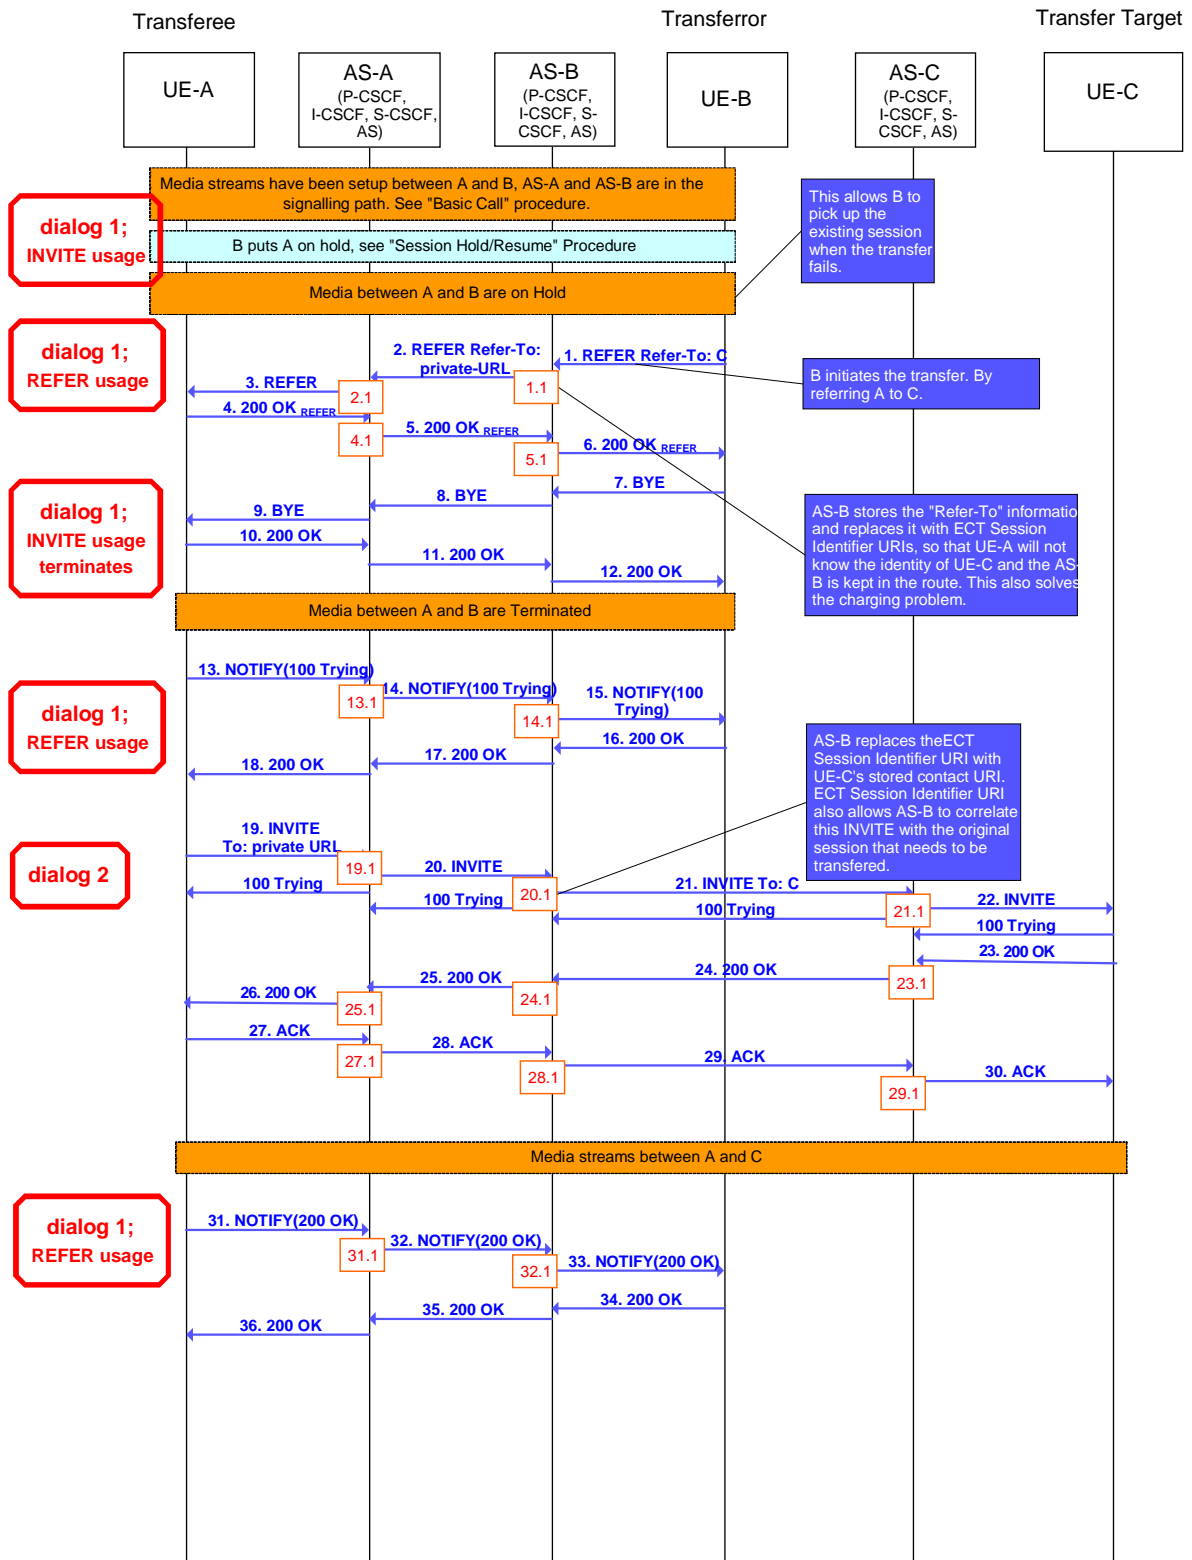 Transferee
Transferror
Transfer Target
UE-A
AS-A
(P-CSCF,
I-CSCF, S-CSCF,
AS)
AS-B
(P-CSCF,
I-CSCF, S-
CSCF, AS)
UE-B
AS-C
(P-CSCF,
I-CSCF, S-
CSCF, AS)
UE-C
Media streams have been setup between A and B, AS-A and AS-B are in the
signalling path. See "Basic Call" procedure.
This allows B to
pick up the
existing session
when the transfer
fails.
dialog 1;
INVITE usage
B puts A on hold, see "Session Hold/Resume" Procedure
Media between A and B are on Hold
dialog 1;
REFER usage
1. REFER Refer-To: C
2. REFER Refer-To:
private-URL
1.1
3. REFER
2.1
B initiates the transfer. By
referring A to C.
4. 200 OK REFER
4.1
5. 200 OK REFER
5.1
6. 200 OK REFER
dialog 1;
INVITE usage
terminates
7. BYE
8. BYE
9. BYE
10. 200 OK
11. 200 OK
12. 200 OK
AS-B stores the "Refer-To" informatio
and replaces it with ECT Session
Identifier URIs, so that UE-A will not
know the identity of UE-C and the AS-
B is kept in the route. This also solves
the charging problem.
Media between A and B are Terminated
dialog 1;
REFER usage
13. NOTIFY(100 Trying)
13.1
14. NOTIFY(100 Trying)
14.1
15. NOTIFY(100
Trying)
16. 200 OK
17. 200 OK
18. 200 OK
AS-B replaces theECT
Session Identifier URI with
UE-C's stored contact URI.
ECT Session Identifier URI
also allows AS-B to correlate
this INVITE with the original
session that needs to be
transfered.
dialog 2
19. INVITE
To: private URL
19.1
20. INVITE
100 Trying
20.1
21. INVITE To: C
100 Trying
21.1
22. INVITE
100 Trying
100 Trying
23. 200 OK
23.1
24. 200 OK
24.1
25. 200 OK
25.1
26. 200 OK
27. ACK
27.1
28. ACK
28.1
29. ACK
29.1
30. ACK
Media streams between A and C
dialog 1;
REFER usage
31. NOTIFY(200 OK)
31.1
32. NOTIFY(200 OK)
32.1
33. NOTIFY(200 OK)
34. 200 OK
35. 200 OK
36. 200 OK